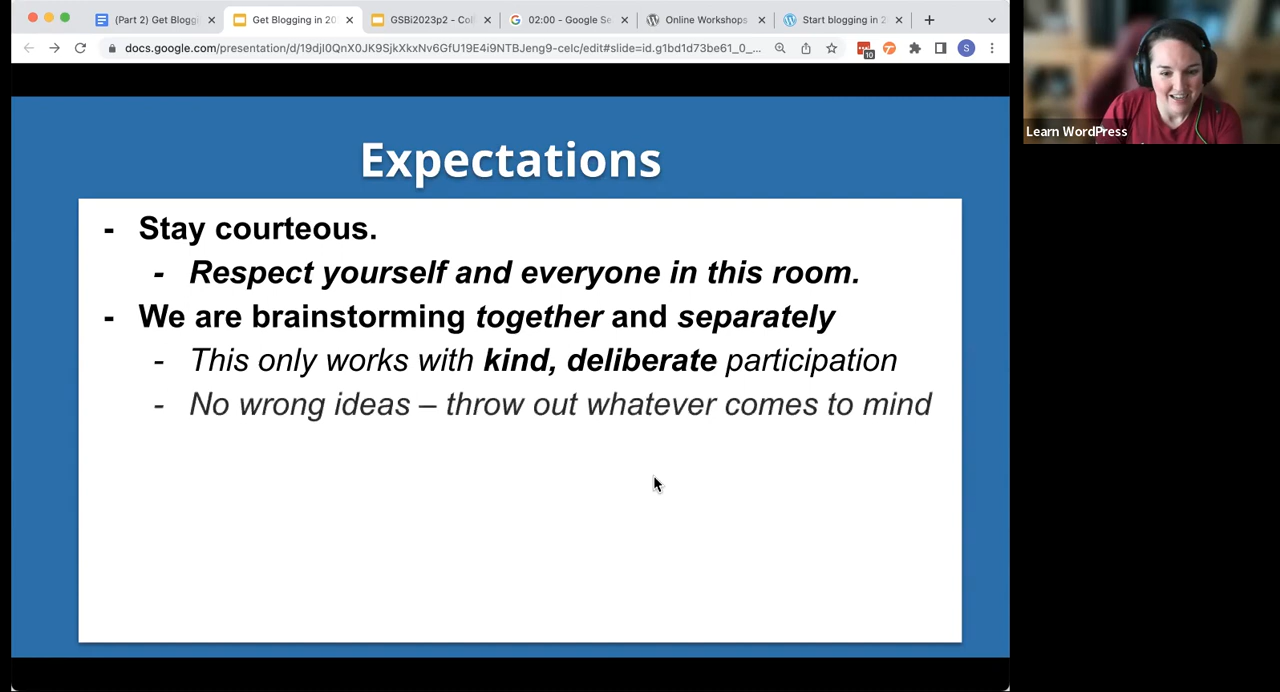 (Part 2) Get Bloggi
Get Blogging in 20
GSBi2023p2 - Col
02:00 - Google Se
Online Workshops
Start blogging in 2
docs.google.com/presentation/d/19djI0QnX0JK9SjkXkxNv6GfU19E4i9NTBJeng9-ceIc/edit#slide=id.g1bd1d73be61_0_...
10
S
Learn WordPress
Expectations
- Stay courteous.
- Respect yourself and everyone in this room.
- We are brainstorming together and separately
- This only works with kind, deliberate participation
- No wrong ideas – throw out whatever comes to mind